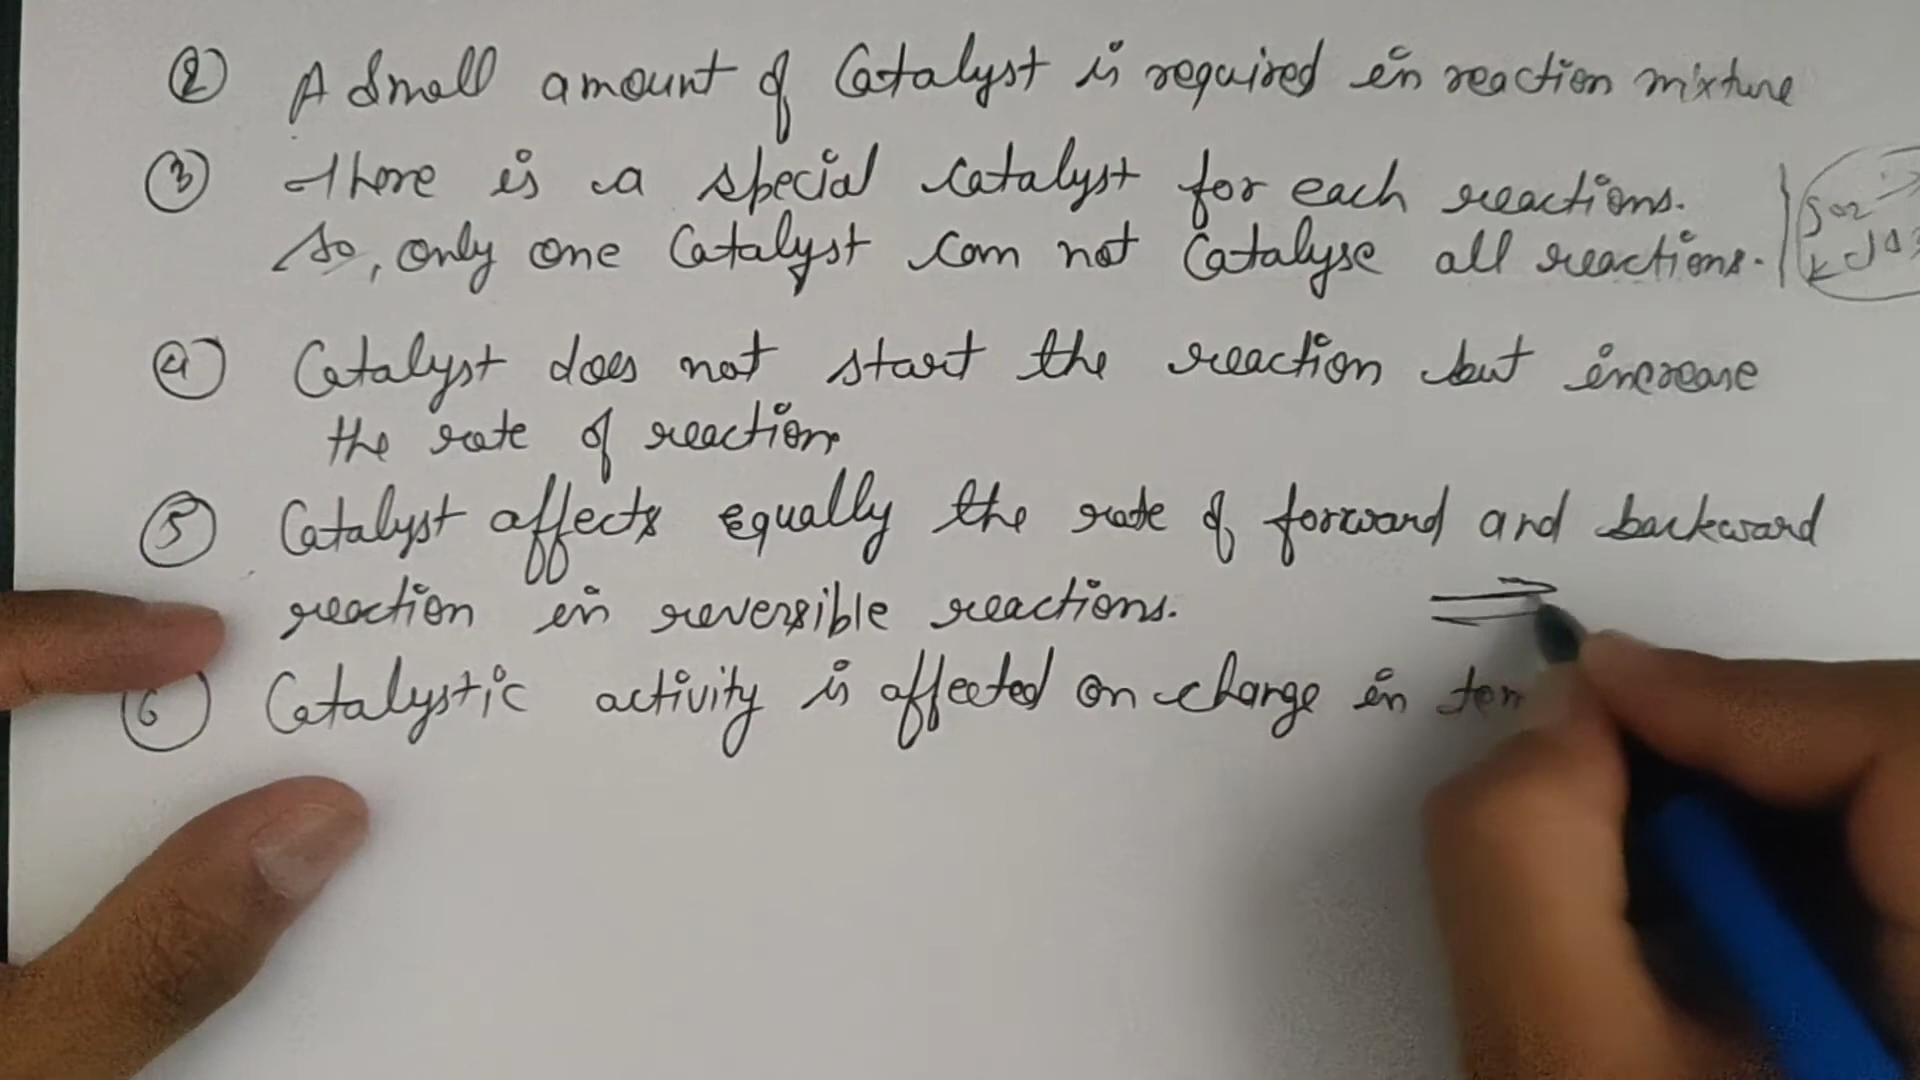 ② A small amount of Catalyst is required in reaction mixture
③ There is a special catalyst for each reactions.
So, only one Catalyst can not Catalyse all reactions.
④ Catalyst does not start the reaction but increase
the rate of reaction.
⑤ Catalyst affects equally the rate of forward and backward
reaction in reversible reactions.
⑥ Catalystic activity is affected on change in tem